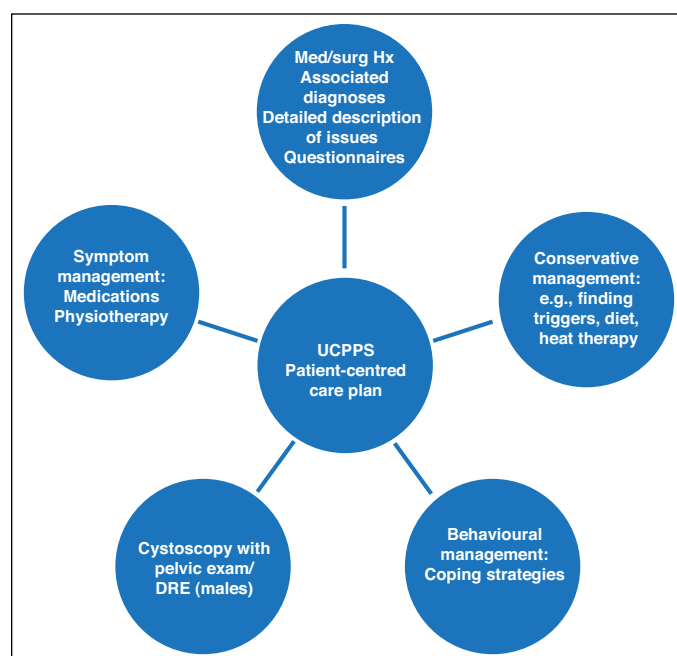 Med/surg Hx
Associated
diagnoses
Detailed description
of issues
Questionnaires
Symptom
management:
Medications
Physiotherapy
Conservative
management:
e.g., finding
triggers, diet,
heat therapy
UCPPS
Patient-centred
care plan
Cystoscopy with
pelvic exam/
DRE (males)
Behavioural
management:
Coping strategies